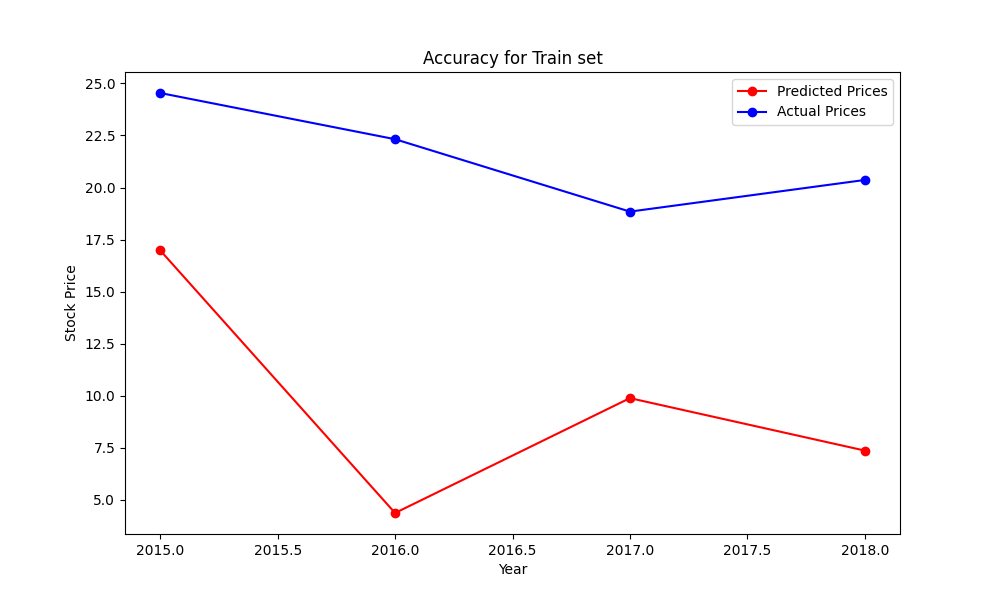 Accuracy for Train set
25.0
22.5
20.0
17.5
15.0
12.5
10.0
7.5
5.0
Stock Price
Predicted Prices
Actual Prices
2015.0 2015.5 2016.0 2016.5 2017.0 2017.5 2018.0
Year